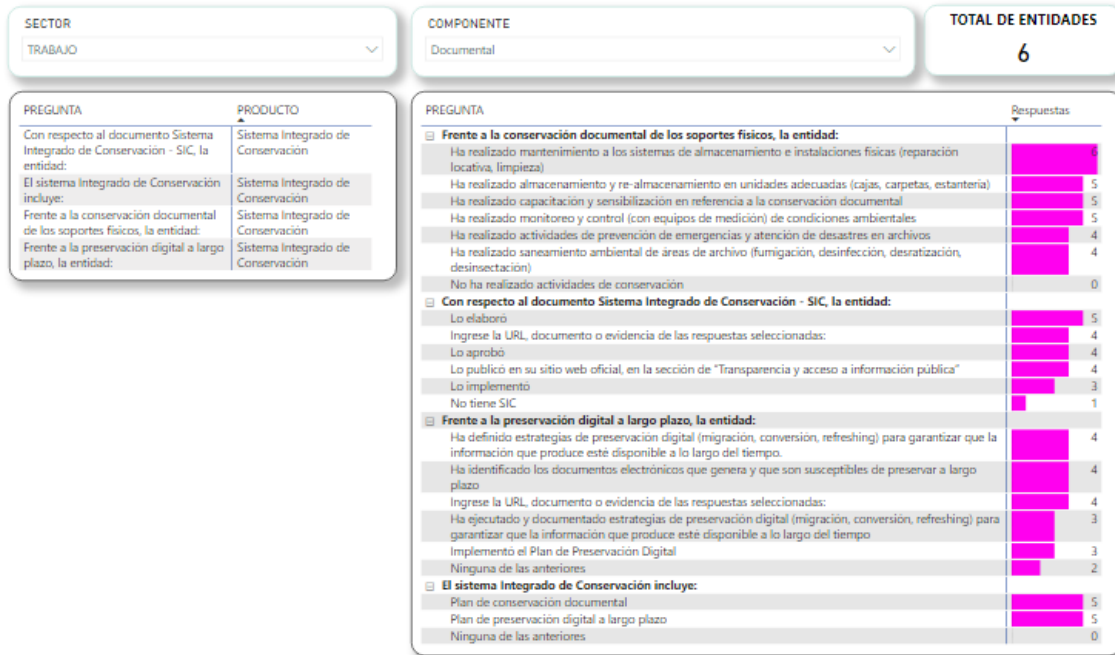 SECTOR
TRABAJO
COMPONENTE
Documental
TOTAL DE ENTIDADES
6
PREGUNTA PRODUCTO
Con respecto al documento Sistema Sistema Integrado de
Integrado de Conservación - SIC, la Conservación
entidad:
El sistema Integrado de Conservación Sistema Integrado de
incluye: Conservación
Frente a la conservación documental Sistema Integrado de
de los soportes físicos, la entidad: Conservación
Frente a la preservación digital a largo Sistema Integrado de
plazo, la entidad: Conservación
PREGUNTA Respuestas
Frente a la conservación documental de los soportes físicos, la entidad:
Ha realizado mantenimiento a los sistemas de almacenamiento e instalaciones físicas (reparación 6
locativa, limpieza)
Ha realizado almacenamiento y re-almacenamiento en unidades adecuadas (cajas, carpetas, estantería) 5
Ha realizado capacitación y sensibilización en referencia a la conservación documental 5
Ha realizado monitoreo y control (con equipos de medición) de condiciones ambientales 5
Ha realizado actividades de prevención de emergencias y atención de desastres en archivos 4
Ha realizado saneamiento ambiental de áreas de archivo (fumigación, desinfección, desratización, 4
desinsectación)
No ha realizado actividades de conservación 0
Con respecto al documento Sistema Integrado de Conservación - SIC, la entidad:
Lo elaboró 5
Ingrese la URL, documento o evidencia de las respuestas seleccionadas: 4
Lo aprobó 4
Lo publicó en su sitio web oficial, en la sección de "Transparencia y acceso a información pública" 4
Lo implementó 3
No tiene SIC 1
Frente a la preservación digital a largo plazo, la entidad:
Ha definido estrategias de preservación digital (migración, conversión, refreshing) para garantizar que la 4
información que produce esté disponible a lo largo del tiempo.
Ha identificado los documentos electrónicos que genera y que son susceptibles de preservar a largo 4
plazo
Ingrese la URL, documento o evidencia de las respuestas seleccionadas: 4
Ha ejecutado y documentado estrategias de preservación digital (migración, conversión, refreshing) para 3
garantizar que la información que produce esté disponible a lo largo del tiempo
Implementó el Plan de Preservación Digital 3
Ninguna de las anteriores 2
El sistema Integrado de Conservación incluye:
Plan de conservación documental 5
Plan de preservación digital a largo plazo 5
Ninguna de las anteriores 0